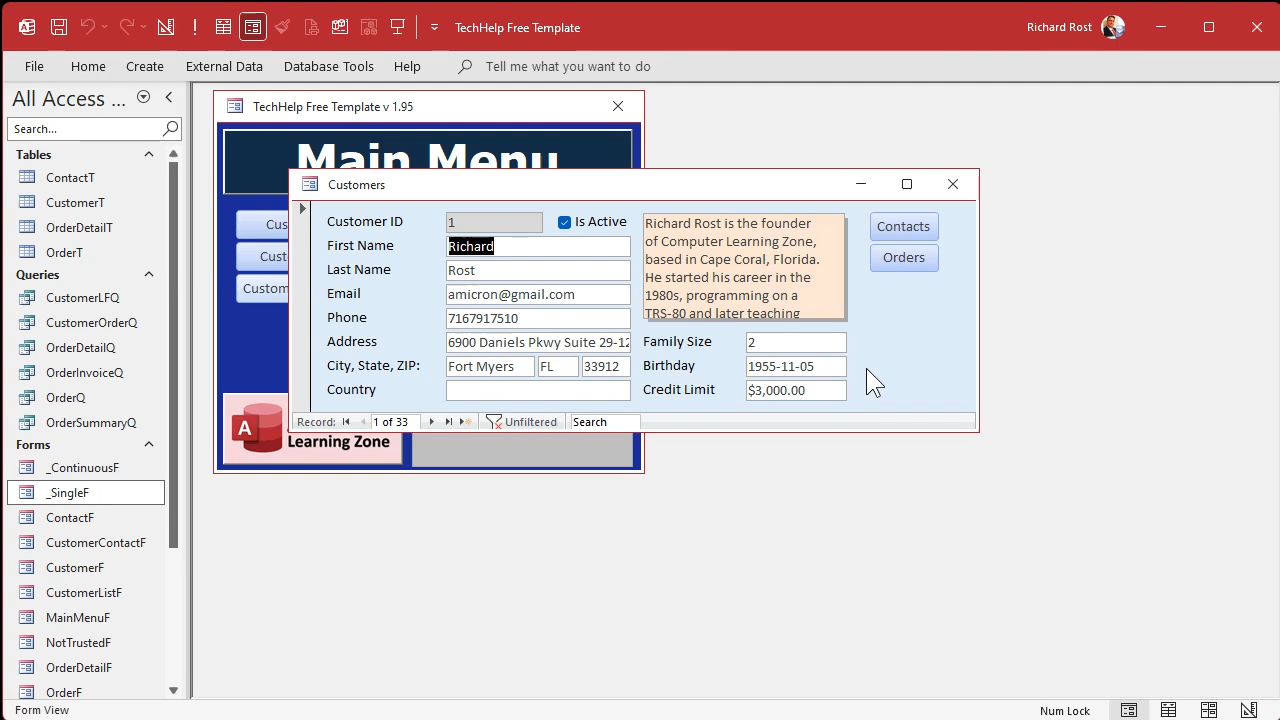 TechHelp Free Template
Richard Rost
File Home Create External Data Database Tools Help Tell me what you want to do
All Access ...
Search...
Tables
ContactT
CustomerT
OrderDetailT
OrderT
Queries
CustomerLFQ
CustomerOrderQ
OrderDetailQ
OrderInvoiceQ
OrderQ
OrderSummaryQ
Forms
_ContinuousF
_SingleF
ContactF
CustomerContactF
CustomerF
CustomerListF
MainMenuF
NotTrustedF
OrderDetailF
OrderF
TechHelp Free Template v 1.95
Main Menu
Cus
Cust
Custom
A
Learning Zone
Customers
Customer ID 1 Is Active
First Name Richard
Last Name Rost
Email amicron@gmail.com
Phone 7167917510
Address 6900 Daniels Pkwy Suite 29-12
City, State, ZIP: Fort Myers FL 33912
Country
Richard Rost is the founder
of Computer Learning Zone,
based in Cape Coral, Florida.
He started his career in the
1980s, programming on a
TRS-80 and later teaching
Family Size 2
Birthday 1955-11-05
Credit Limit $3,000.00
Contacts
Orders
Record: 1 of 33 Unfiltered Search
Form View
Num Lock